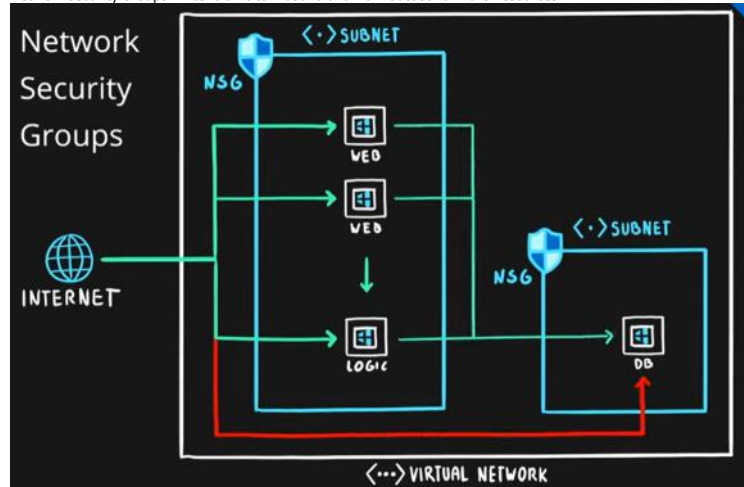 Network
Security
Groups
<·> SUBNET
NSG
WEB
WEB
LOGIC
INTERNET
<·> SUBNET
NSG
DB
<···> VIRTUAL NETWORK